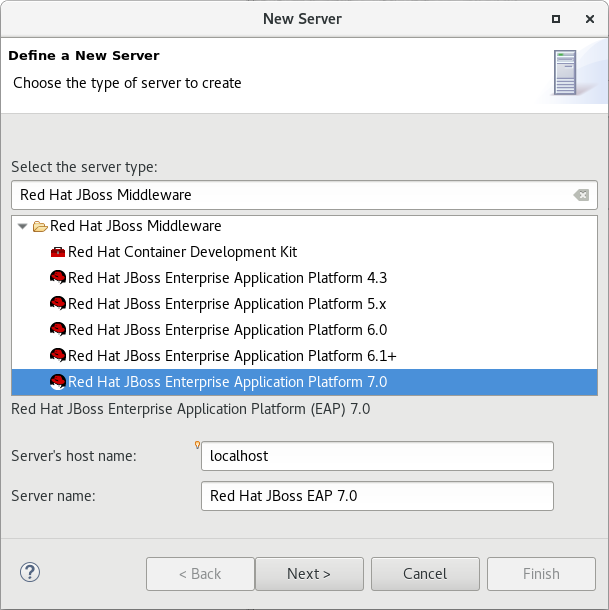 New Server
Define a New Server
Choose the type of server to create
Select the server type:
Red Hat JBoss Middleware
Red Hat JBoss Middleware
Red Hat Container Development Kit
Red Hat JBoss Enterprise Application Platform 4.3
Red Hat JBoss Enterprise Application Platform 5.x
Red Hat JBoss Enterprise Application Platform 6.0
Red Hat JBoss Enterprise Application Platform 6.1+
Red Hat JBoss Enterprise Application Platform 7.0
Red Hat JBoss Enterprise Application Platform (EAP) 7.0
Server's host name: localhost
Server name: Red Hat JBoss EAP 7.0
? < Back Next > Cancel Finish